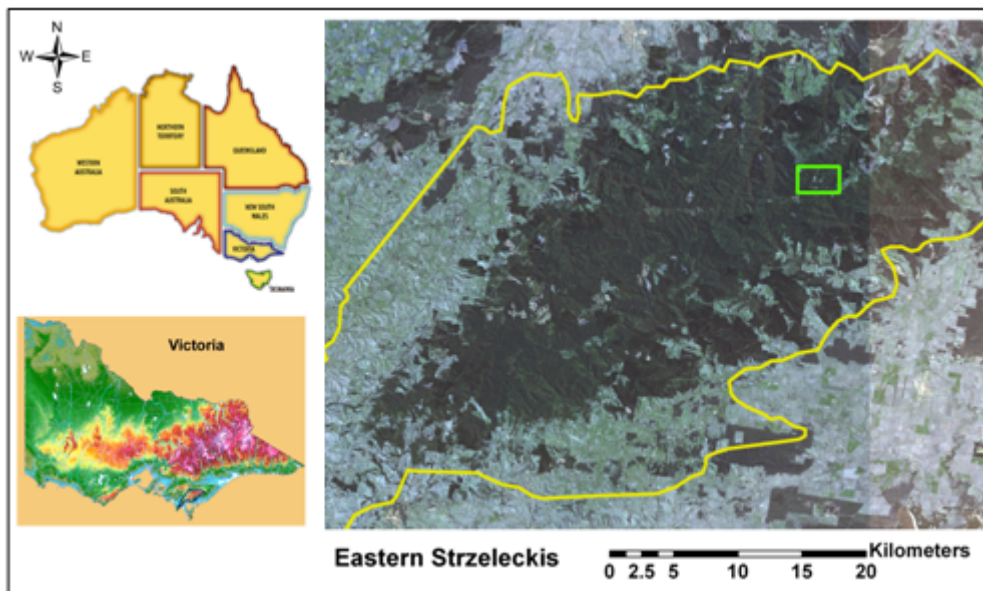 N
W E
S
WESTERN
AUSTRALIA
NORTHERN
TERRITORY
QUEENSLAND
SOUTH
AUSTRALIA
NEW SOUTH
WALES
VICTORIA
TASMANIA
Victoria
Eastern Strzeleckis
Kilometers
0 2.5 5 10 15 20